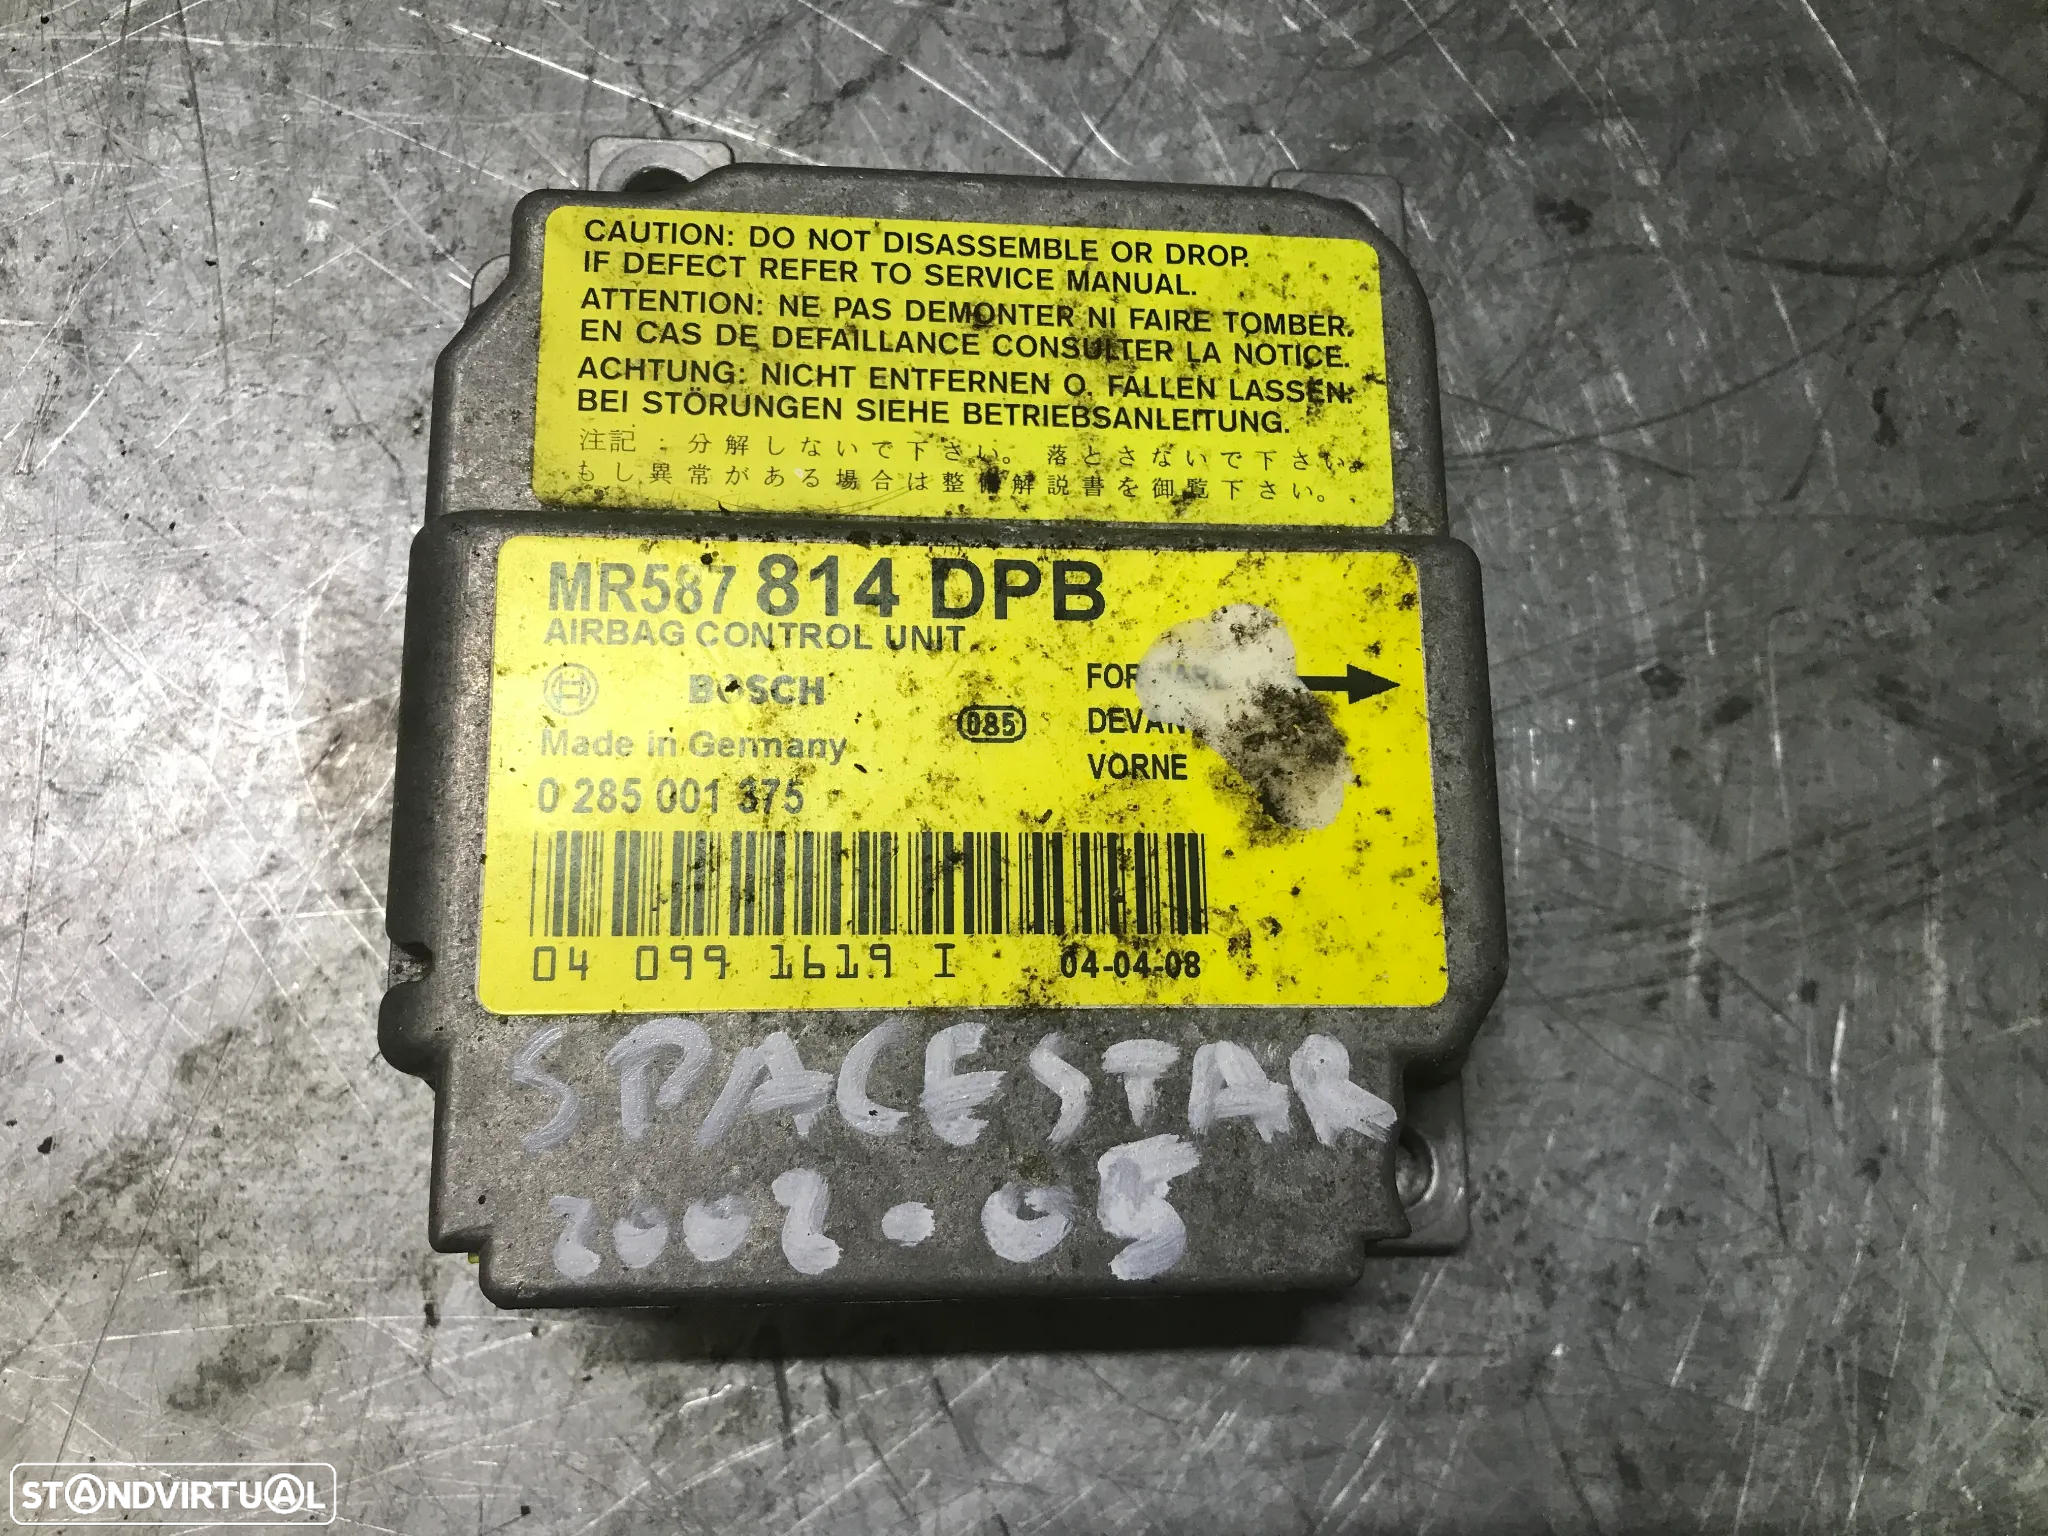 CAUTION: DO NOT DISASSEMBLE OR DROP.
IF DEFECT REFER TO SERVICE MANUAL.
ATTENTION: NE PAS DEMONTER NI FAIRE TOMBER.
EN CAS DE DEFAILLANCE CONSULTER LA NOTICE.
ACHTUNG: NICHT ENTFERNEN O. FALLEN LASSEN.
BEI STÖRUNGEN SIEHE BETRIEBSANLEITUNG.
注記:分解しないで下さい。落とさないで下さい。
もし異常がある場合は整備解説書を御覧下さい。
MR587 814 DPB
AIRBAG CONTROL UNIT
BOSCH
Made in Germany
085
0 285 001 375
FORWARD
VORNE
04 099 1619 I 04-04-08
SPACESTAR
2002-05
STANDVIRTUAL